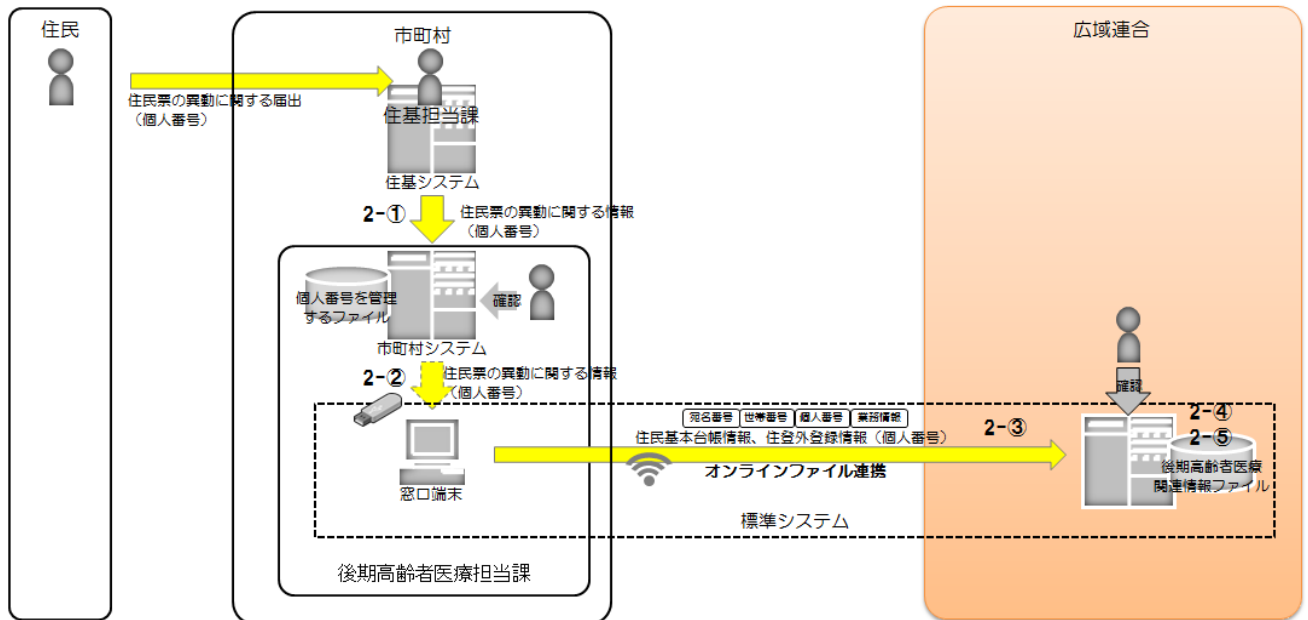 住民
市町村
広域連合
住民票の異動に関する届出
（個人番号）
住基担当課
住基システム
2-①
住民票の異動に関する情報
（個人番号）
個人番号を管理
するファイル
確認
市町村システム
2-②
住民票の異動に関する情報
（個人番号）
窓口端末
宛名番号 世帯番号 個人番号 業務情報
住民基本台帳情報、住登外登録情報（個人番号）
2-③
オンラインファイル連携
確認
2-④
2-⑤
後期高齢者医療
関連情報ファイル
標準システム
後期高齢者医療担当課